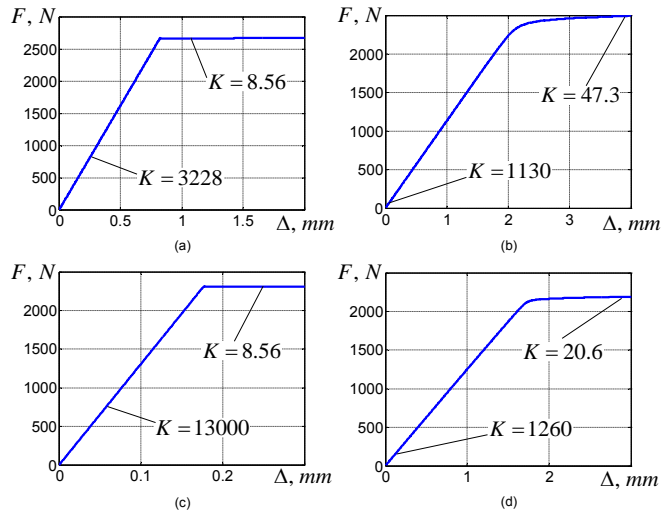 F, N
2500
2000
1500
1000
500
0
K = 8.56
K = 3228
0
0.5
1
1.5
Δ, mm
(a)
F, N
2500
2000
1500
1000
500
0
K = 47.3
K = 1130
0
1
2
3
Δ, mm
(b)
F, N
2500
2000
1500
1000
500
0
K = 8.56
K = 13000
0
0.1
0.2
Δ, mm
(c)
F, N
2000
1500
1000
500
0
K = 20.6
K = 1260
0
1
2
Δ, mm
(d)